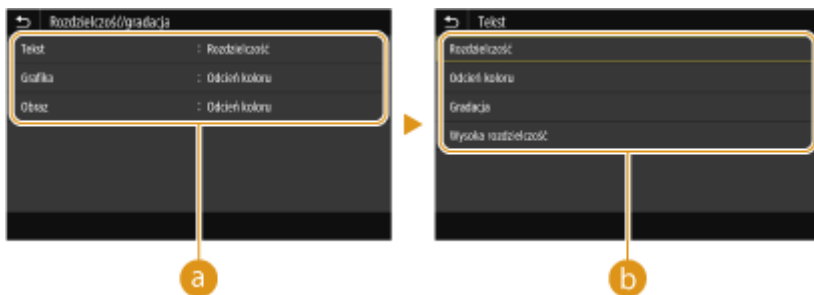 Rozdzielczość/gradacja
Tekst : Rozdzielczość
Grafika : Odcień koloru
Obraz : Odcień koloru
a
Tekst
Rozdzielczość
Odcień koloru
Gradacja
Wysoka rozdzielczość
b